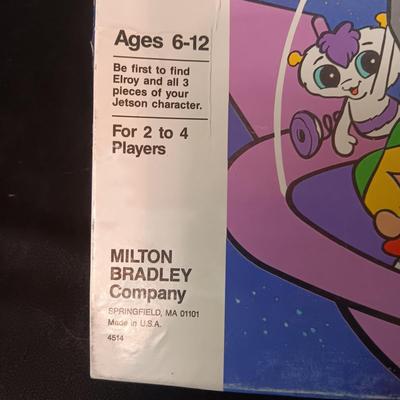 Ages 6-12
Be first to find
Elroy and all 3
pieces of your
Jetson character.
For 2 to 4
Players
MILTON
BRADLEY
Company
SPRINGFIELD, MA 01101
Made in U.S.A.
4514